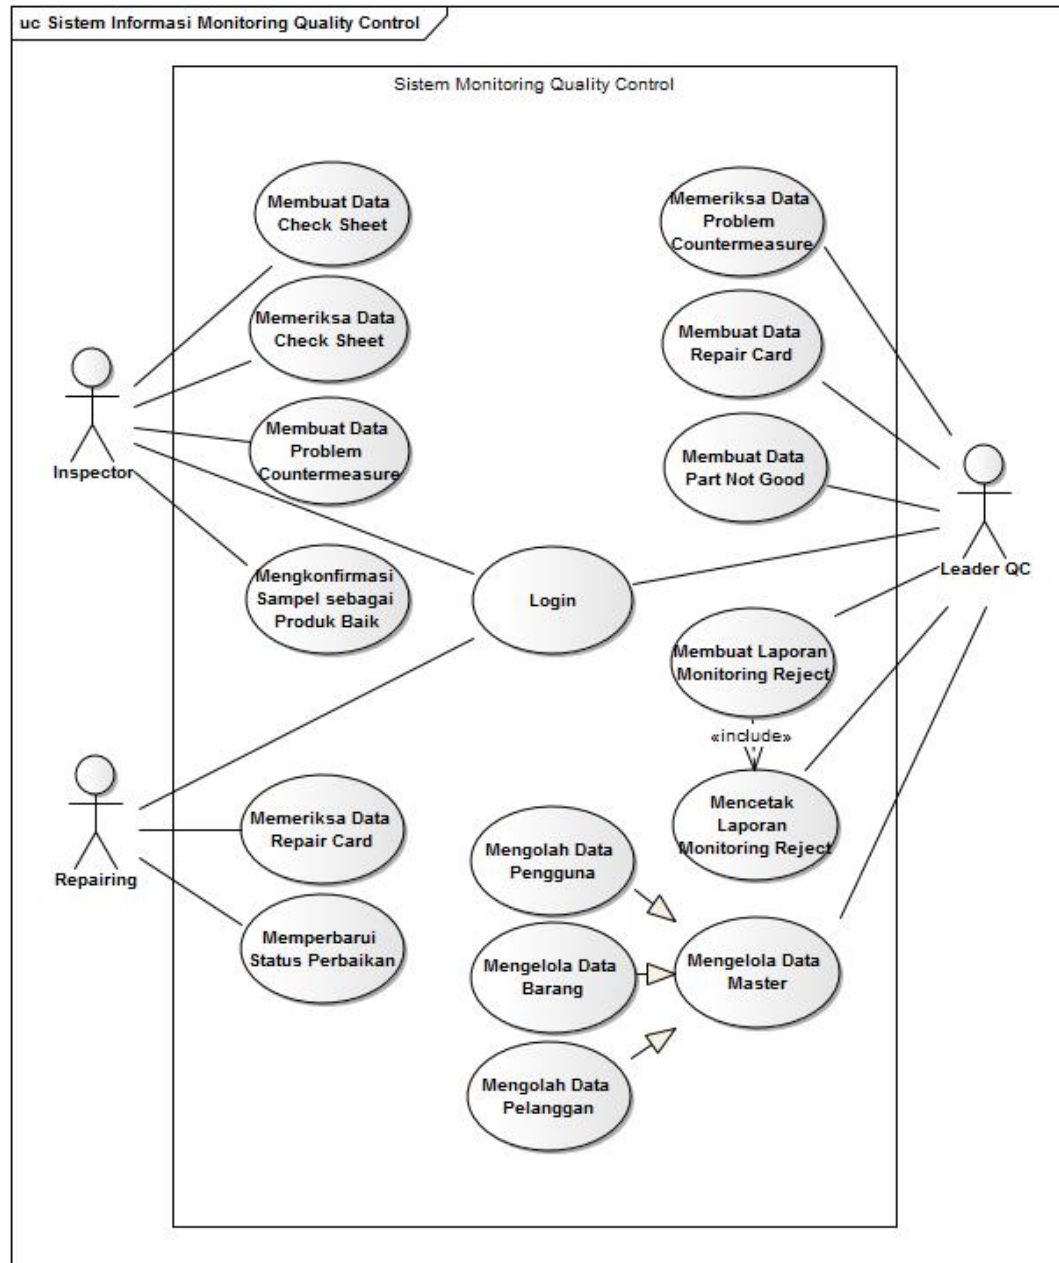 uc Sistem Informasi Monitoring Quality Control
Sistem Monitoring Quality Control
Membuat Data
Check Sheet
Memeriksa Data
Check Sheet
Membuat Data
Problem
Countermeasure
Mengkonfirmasi
Sampel sebagai
Produk Baik
Inspector
Login
Memeriksa Data
Problem
Countermeasure
Membuat Data
Repair Card
Membuat Data
Part Not Good
Leader QC
Membuat Laporan
Monitoring Reject
«include»
Mencetak
Laporan
Monitoring Reject
Repairing
Memeriksa Data
Repair Card
Memperbarui
Status Perbaikan
Mengolah Data
Pengguna
Mengelola Data
Barang
Mengolah Data
Pelanggan
Mengelola Data
Master